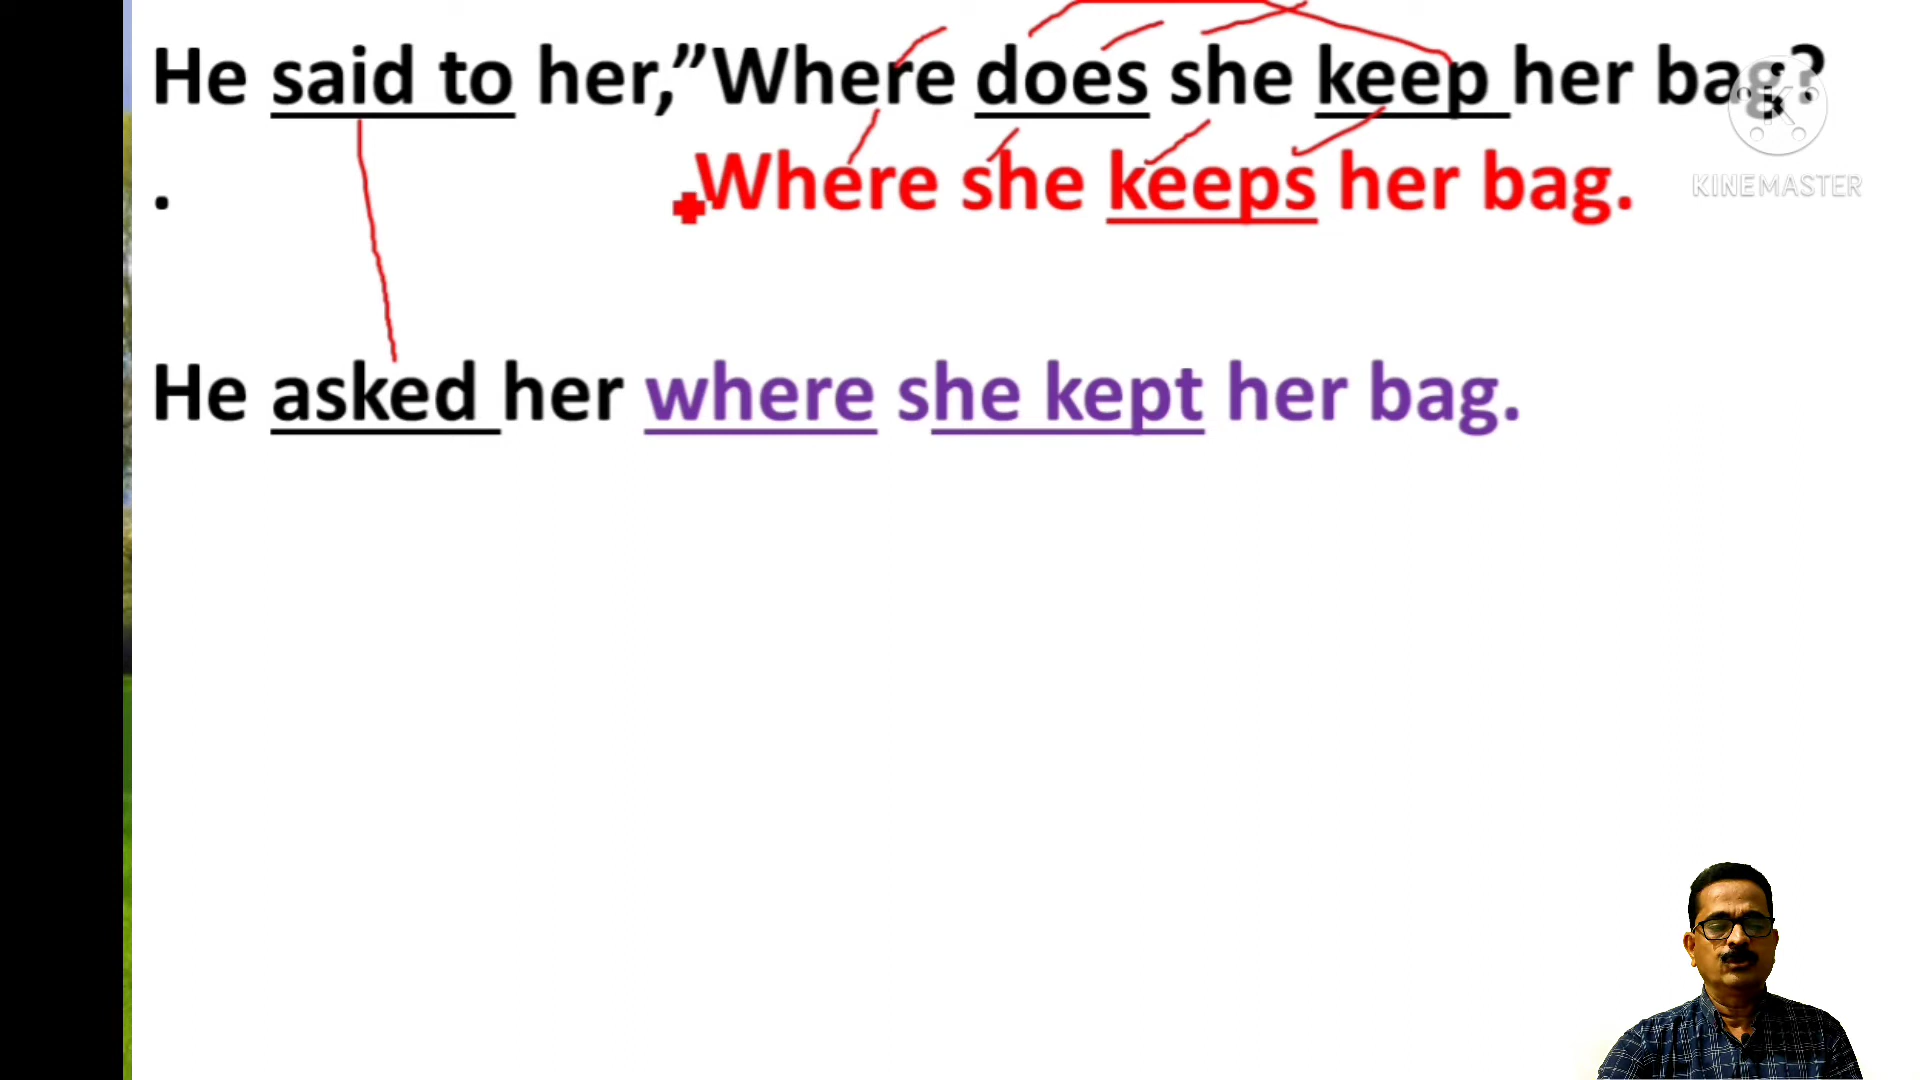 He said to her,”Where does she keep her bag?
. Where she keeps her bag.
KINEMASTER
He asked her where she kept her bag.